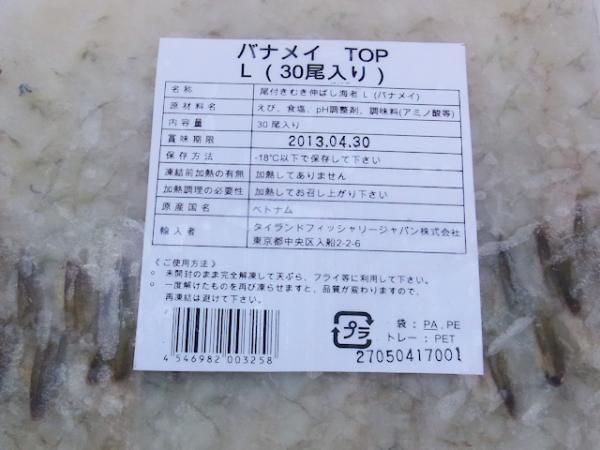 バナメイ　TOP
L（30尾入り）
名称　尾付きむき伸ばし海老 L (バナメイ)
原材料名　えび、食塩、pH調整剤、調味料(アミノ酸等)
内容量　30尾入り
賞味期限　2013.04.30
保存方法　-18℃以下で保存して下さい
凍結前加熱の有無　加熱してありません
加熱調理の必要性　加熱してお召し上がり下さい
原産国名　ベトナム
輸入者　タイランドフィッシャリージャパン株式会社
東京都中央区入船2-2-6
《ご使用方法》
○ 未開封のまま完全解凍して天ぷら、フライ等に利用して下さい。
○ 一度解けたものを再び凍らせますと、品質が変わりますので、
再凍結は避けて下さい。
4 546982 003258
プラ
袋：PA.PE
トレー：PET
27050417001